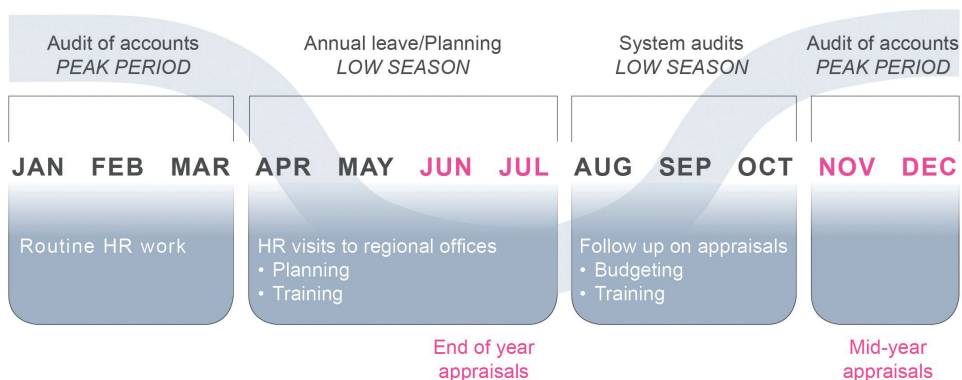 Audit of accounts
PEAK PERIOD
Annual leave/Planning
LOW SEASON
System audits
LOW SEASON
Audit of accounts
PEAK PERIOD
JAN FEB MAR APR MAY JUN JUL AUG SEP OCT NOV DEC
Routine HR work
HR visits to regional offices
• Planning
• Training
Follow up on appraisals
• Budgeting
• Training
End of year
appraisals
Mid-year
appraisals